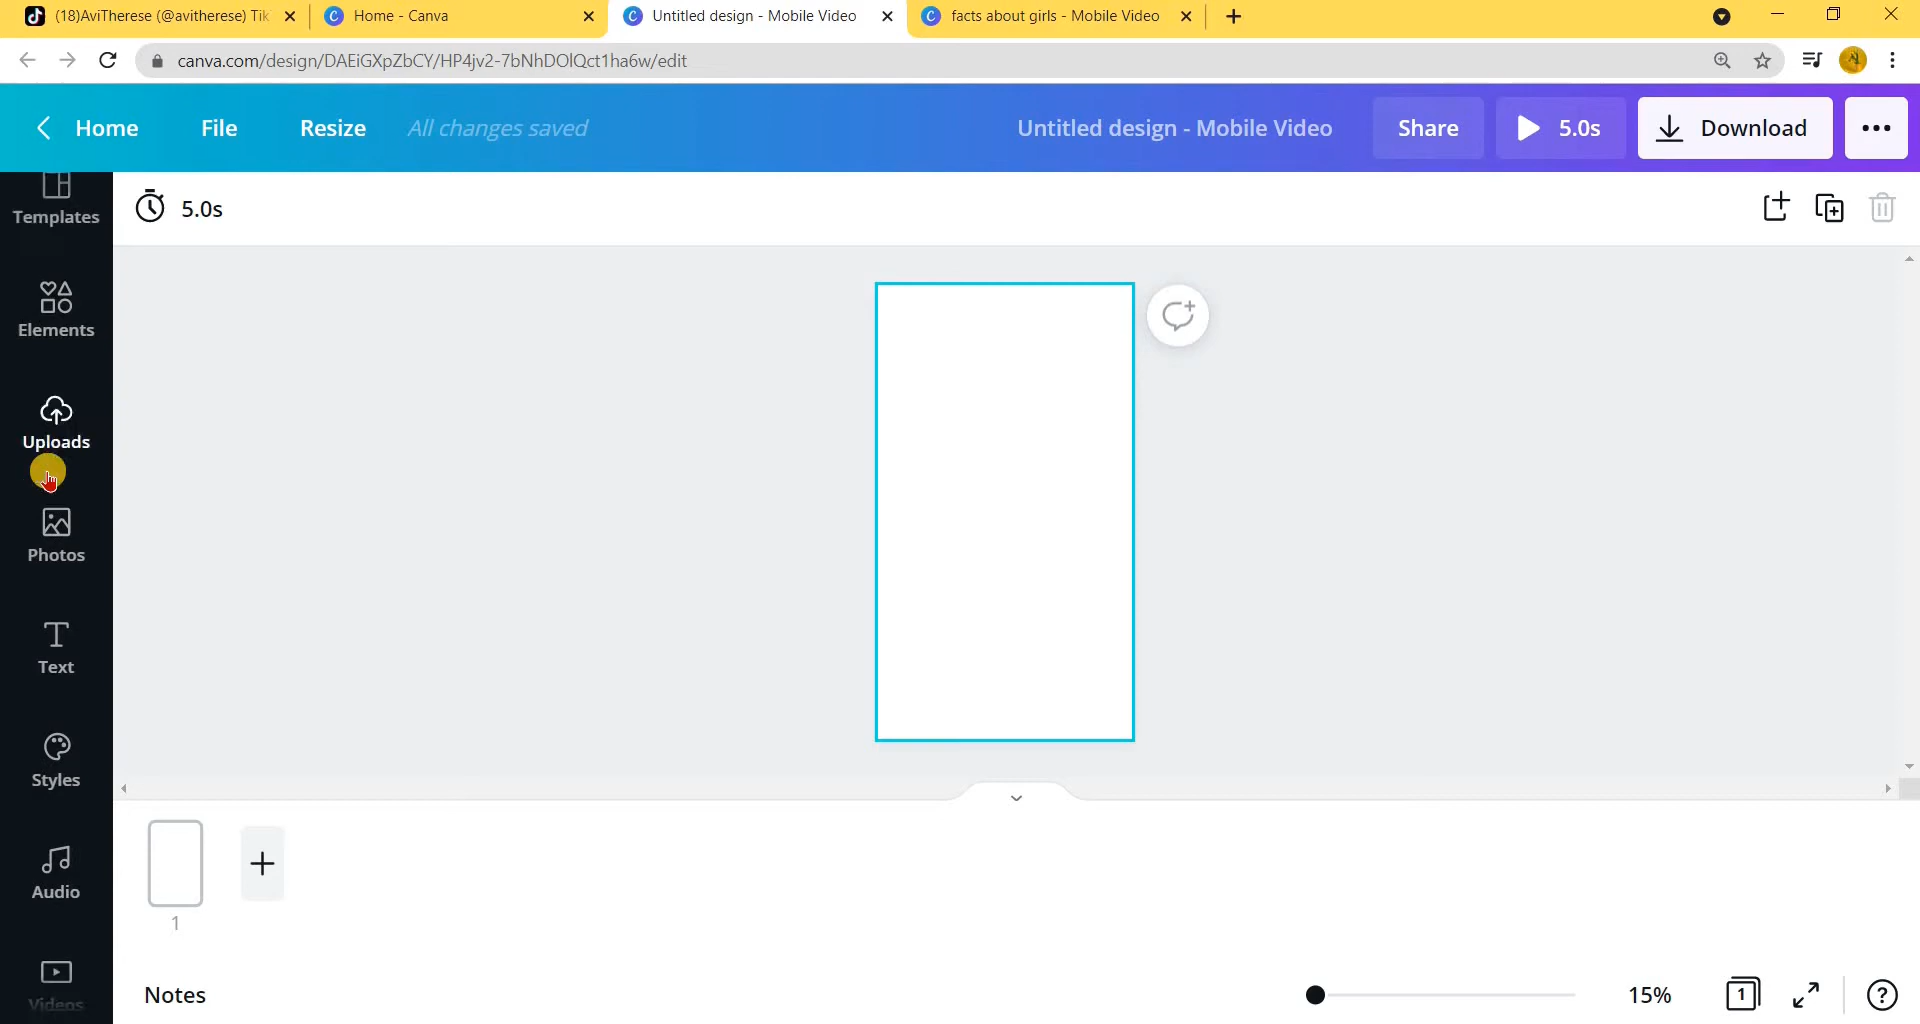 (18)AviTherese (@avitherese) Tik
Home - Canva
Untitled design - Mobile Video
facts about girls - Mobile Video
canva.com/design/DAEiGXpZbCY/HP4jv2-7bNhDOlQct1ha6w/edit
Home
File
Resize
All changes saved
Untitled design - Mobile Video
Share
5.0s
Download
Templates
5.0s
Elements
Uploads
Photos
Text
Styles
Audio
1
Videos
Notes
15%
1